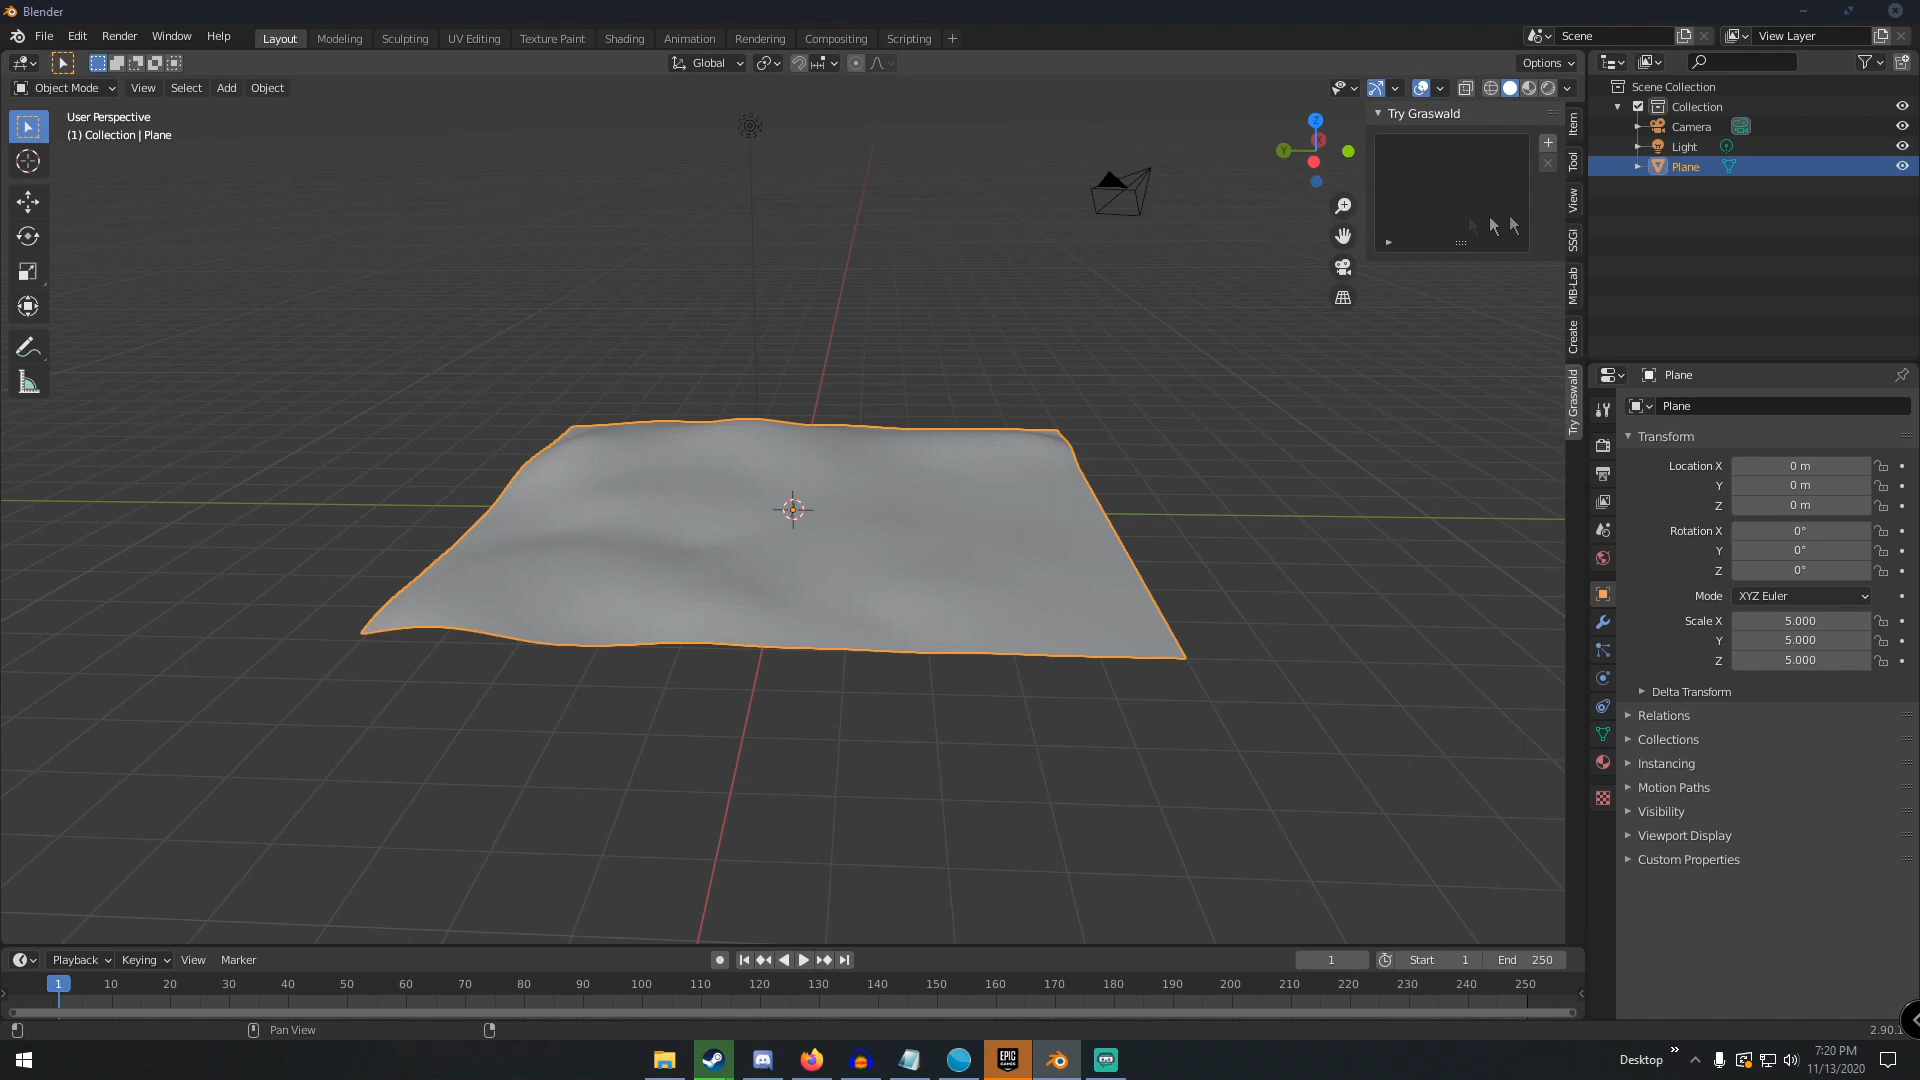 Blender
File Edit Render Window Help
Layout Modeling Sculpting UV Editing Texture Paint Shading Animation Rendering Compositing Scripting
Scene
View Layer
Global
Options
Object Mode View Select Add Object
User Perspective
(1) Collection | Plane
Try Graswald
Z
X
Y
Item
Tool
View
SSGI
MB-Lab
Create
Try Graswald
Scene Collection
Collection
Camera
Light
Plane
Plane
Plane
Transform
Location X 0 m
Y 0 m
Z 0 m
Rotation X 0°
Y 0°
Z 0°
Mode XYZ Euler
Scale X 5.000
Y 5.000
Z 5.000
Delta Transform
Relations
Collections
Instancing
Motion Paths
Visibility
Viewport Display
Custom Properties
Playback Keying View Marker
1
Start 1
End 250
1 10 20 30 40 50 60 70 80 90 100 110 120 130 140 150 160 170 180 190 200 210 220 230 240 250
Pan View
2.90.1
EPIC
GAMES
Desktop
7:20 PM
11/13/2020